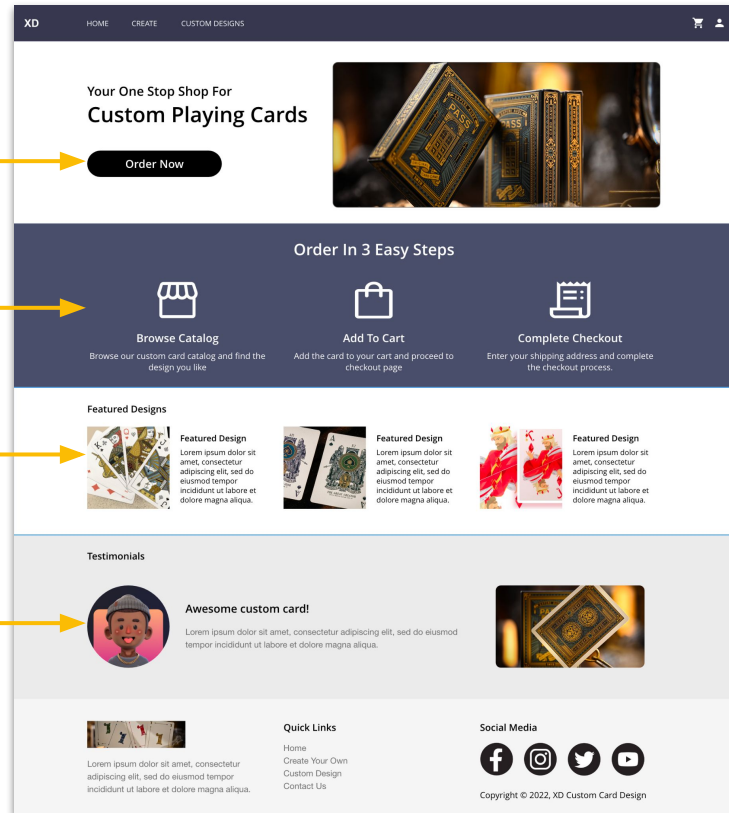 XD
HOME
CREATE
CUSTOM DESIGNS
Your One Stop Shop For
Custom Playing Cards
Order Now
PASS
PASS
Order In 3 Easy Steps
Browse Catalog
Browse our custom card catalog and find the
design you like
Add To Cart
Add the card to your cart and proceed to
checkout page
Complete Checkout
Enter your shipping address and complete
the checkout process.
Featured Designs
Featured Design
Lorem ipsum dolor sit
amet, consectetur
adipiscing elit, sed do
eiusmod tempor
incididunt ut labore et
dolore magna aliqua.
Featured Design
Lorem ipsum dolor sit
amet, consectetur
adipiscing elit, sed do
eiusmod tempor
incididunt ut labore et
dolore magna aliqua.
Featured Design
Lorem ipsum dolor sit
amet, consectetur
adipiscing elit, sed do
eiusmod tempor
incididunt ut labore et
dolore magna aliqua.
Testimonials
Awesome custom card!
Lorem ipsum dolor sit amet, consectetur adipiscing elit, sed do eiusmod
tempor incididunt ut labore et dolore magna aliqua.
Lorem ipsum dolor sit amet, consectetur
adipiscing elit, sed do eiusmod tempor
incididunt ut labore et dolore magna aliqua.
Quick Links
Home
Create Your Own
Custom Design
Contact Us
Social Media
Copyright © 2022, XD Custom Card Design